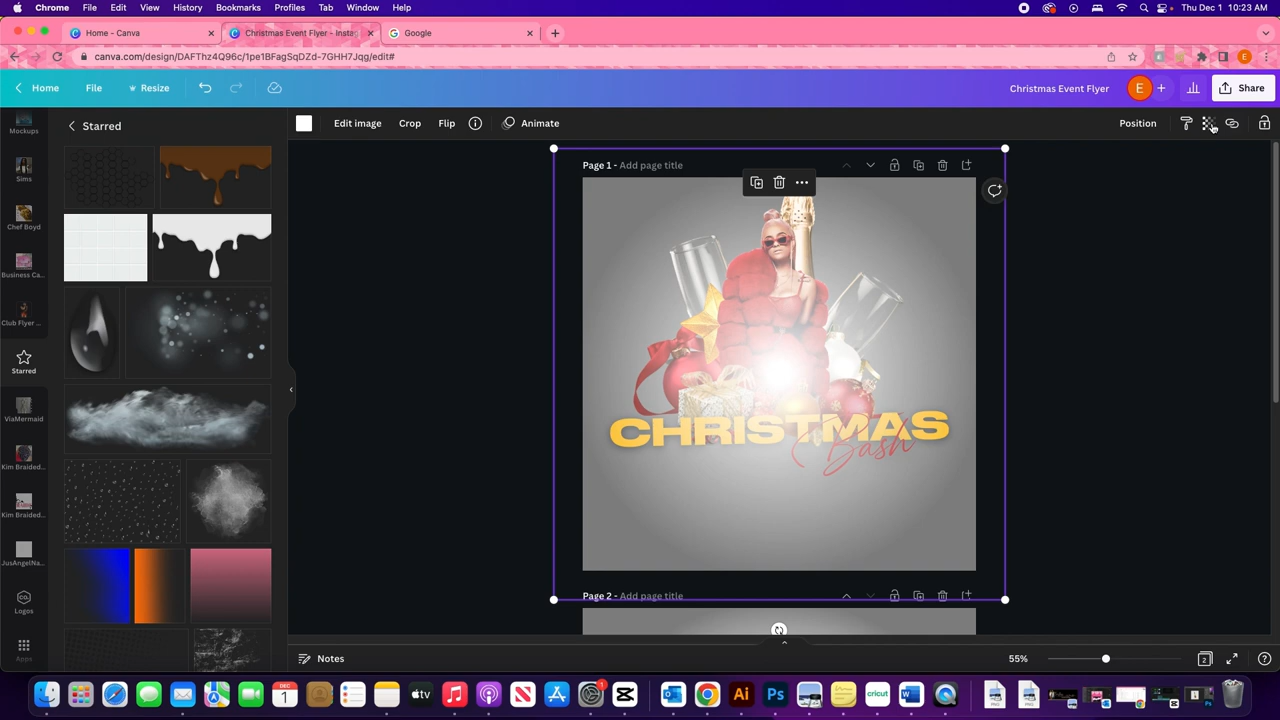 Chrome File Edit View History Bookmarks Profiles Tab Window Help Thu Dec 1 10:23 AM
Home - Canva Christmas Event Flyer - Instag Google
canva.com/design/DAFThz4Q96c/1pe1BFagSqDZd-7GHH7Jqg/edit#
Home File Resize Christmas Event Flyer E Share
Starred Edit image Crop Flip Animate Position
Mockups
Sims
Chef Boyd
Business Ca...
Club Flyer ...
Starred
ViaMermaid
Kim Braided...
Kim Braided...
JusAngelNa...
Logos
Apps
Page 1 - Add page title
CHRISTMAS
Bash
Page 2 - Add page title
Notes 55% 2